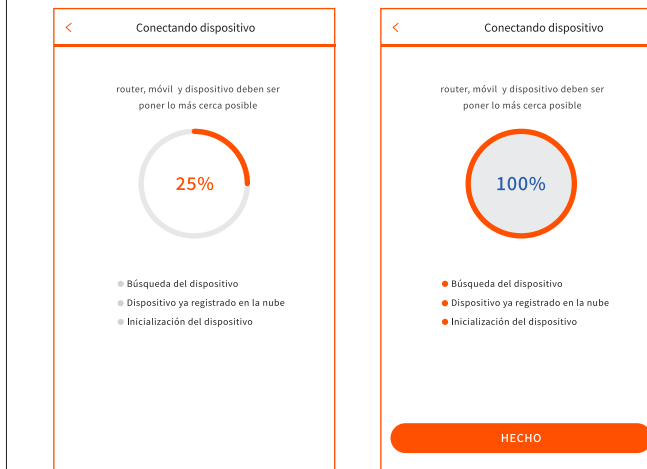 Conectando dispositivo
router, móvil y dispositivo deben ser
poner lo más cerca posible
25%
Búsqueda del dispositivo
Dispositivo ya registrado en la nube
Inicialización del dispositivo
Conectando dispositivo
router, móvil y dispositivo deben ser
poner lo más cerca posible
100%
Búsqueda del dispositivo
Dispositivo ya registrado en la nube
Inicialización del dispositivo
HECHO